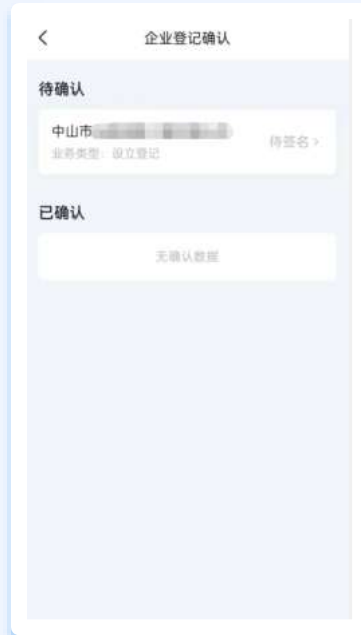 企业登记确认
待确认
中山市
待签名 >
业务类型：设立登记
已确认
无确认数据